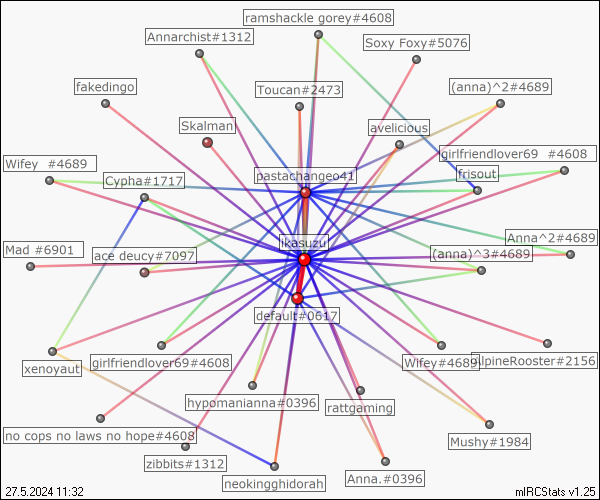 ramshackle gorey#4608
Annarchist#1312
Soxy Foxy#5076
fakedingo
Toucan#2473
(anna)^2#4689
Skalman
avelicious
Wifey  #4689
girlfriendlover69  #4608
Cypha#1717
pastachangeo41
frisout
Mad #6901
ace deucy#7097
ikasuzu
Anna^2#4689
(anna)^3#4689
default#0617
xenoyaut
girlfriendlover69#4608
Wifey#4689
lpineRooster#2156
hypomanianna#0396
rattgaming
no cops no laws no hope#4608
Mushy#1984
zibbits#1312
neokingghidorah
Anna.#0396
27.5.2024 11:32
mIRCStats v1.25